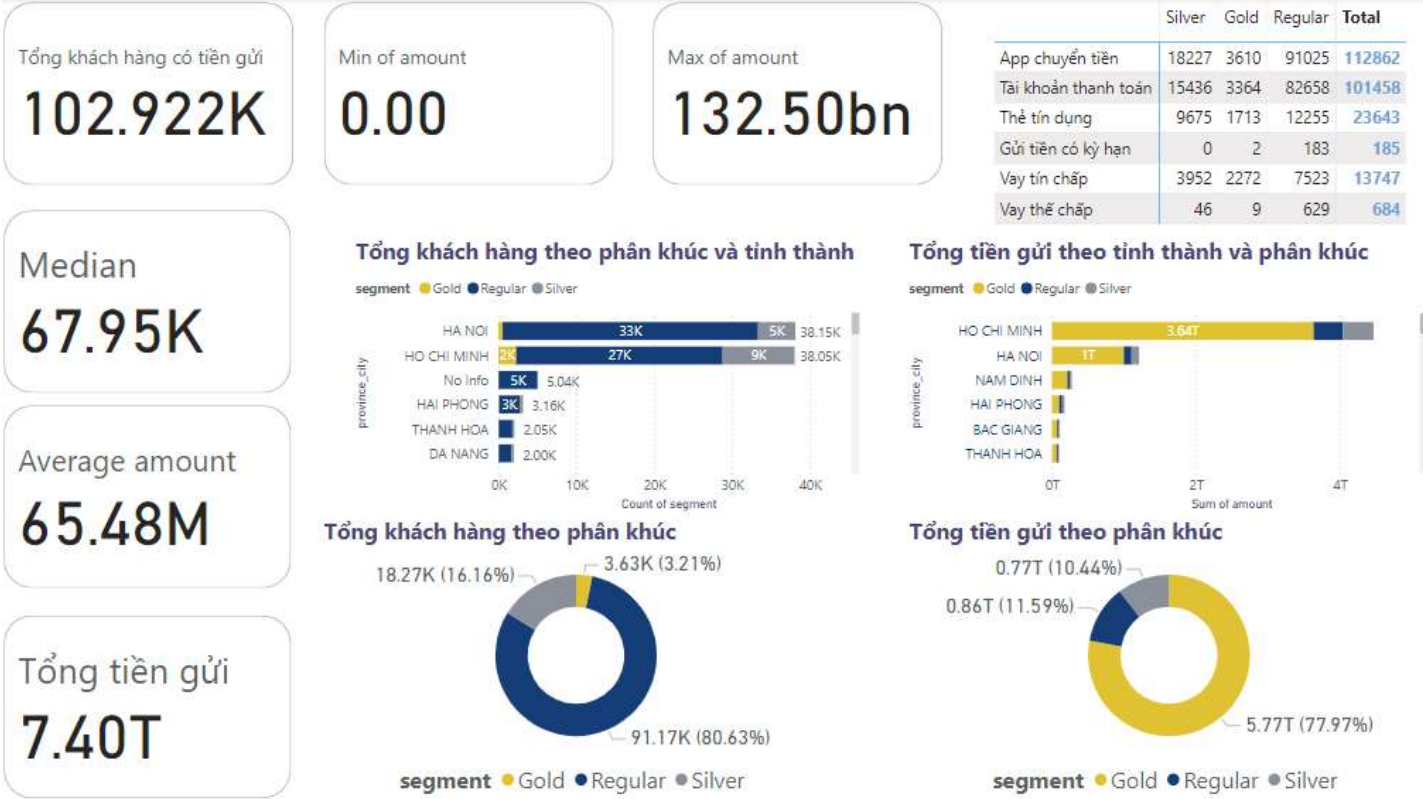 Tổng khách hàng có tiền gửi
102.922K
Min of amount
0.00
Max of amount
132.50bn
Silver Gold Regular Total
App chuyển tiền 18227 3610 91025 112862
Tài khoản thanh toán 15436 3364 82658 101458
Thẻ tín dụng 9675 1713 12255 23643
Gửi tiền có kỳ hạn 0 2 183 185
Vay tín chấp 3952 2272 7523 13747
Vay thế chấp 46 9 629 684
Median
67.95K
Average amount
65.48M
Tổng tiền gửi
7.40T
Tổng khách hàng theo phân khúc và tỉnh thành
segment Gold Regular Silver
province_city
HA NOI 33K 5K 38.15K
HO CHI MINH 2K 27K 9K 38.05K
No Info 5K 5.04K
HAI PHONG 3K 3.16K
THANH HOA 2.05K
DA NANG 2.00K
0K 10K 20K 30K 40K
Count of segment
Tổng tiền gửi theo tỉnh thành và phân khúc
segment Gold Regular Silver
province_city
HO CHI MINH 3.64T
HA NOI 1T
NAM DINH
HAI PHONG
BAC GIANG
THANH HOA
0T 2T 4T
Sum of amount
Tổng khách hàng theo phân khúc
18.27K (16.16%) 3.63K (3.21%)
91.17K (80.63%)
segment Gold Regular Silver
Tổng tiền gửi theo phân khúc
0.77T (10.44%)
0.86T (11.59%)
5.77T (77.97%)
segment Gold Regular Silver